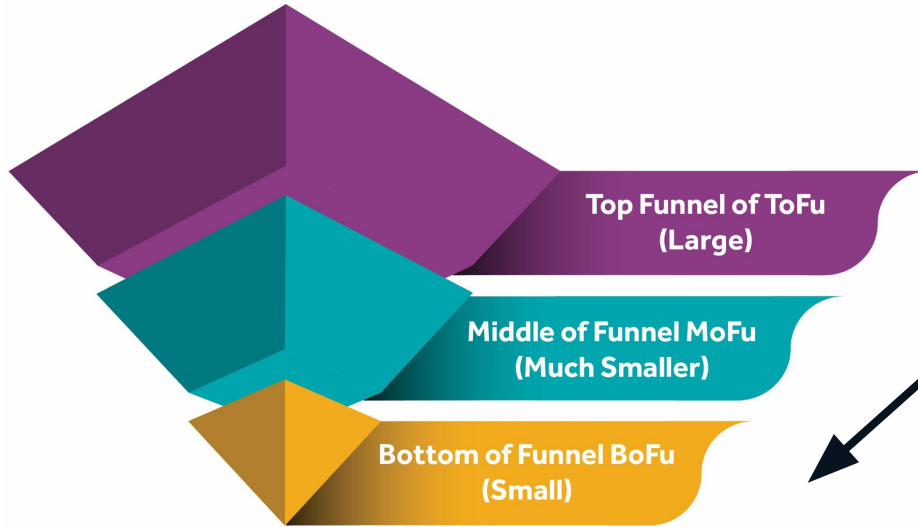 Top Funnel of ToFu
(Large)
Middle of Funnel MoFu
(Much Smaller)
Bottom of Funnel BoFu
(Small)